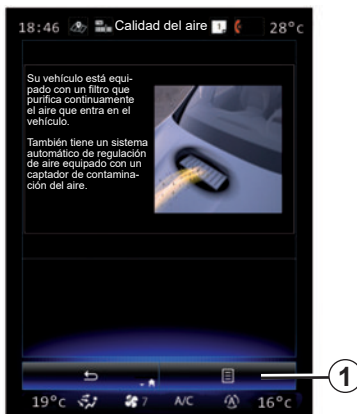 18:46 Calidad del aire 1 28°c
Su vehículo está equi-
pado con un filtro que
purifica continuamente
el aire que entra en el
vehículo.
También tiene un sistema
automático de regulación
de aire equipado con un
captador de contamina-
ción del aire.
1
19°c 7 A/C A 16°c